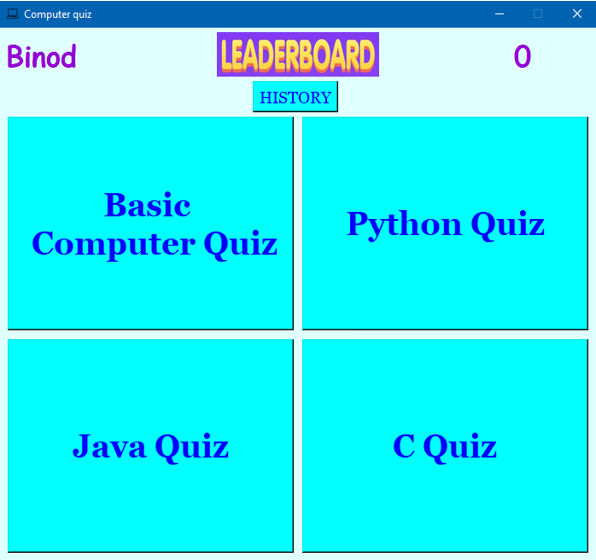 Computer quiz
Binod
LEADERBOARD
0
HISTORY
Basic
Computer Quiz
Python Quiz
Java Quiz
C Quiz